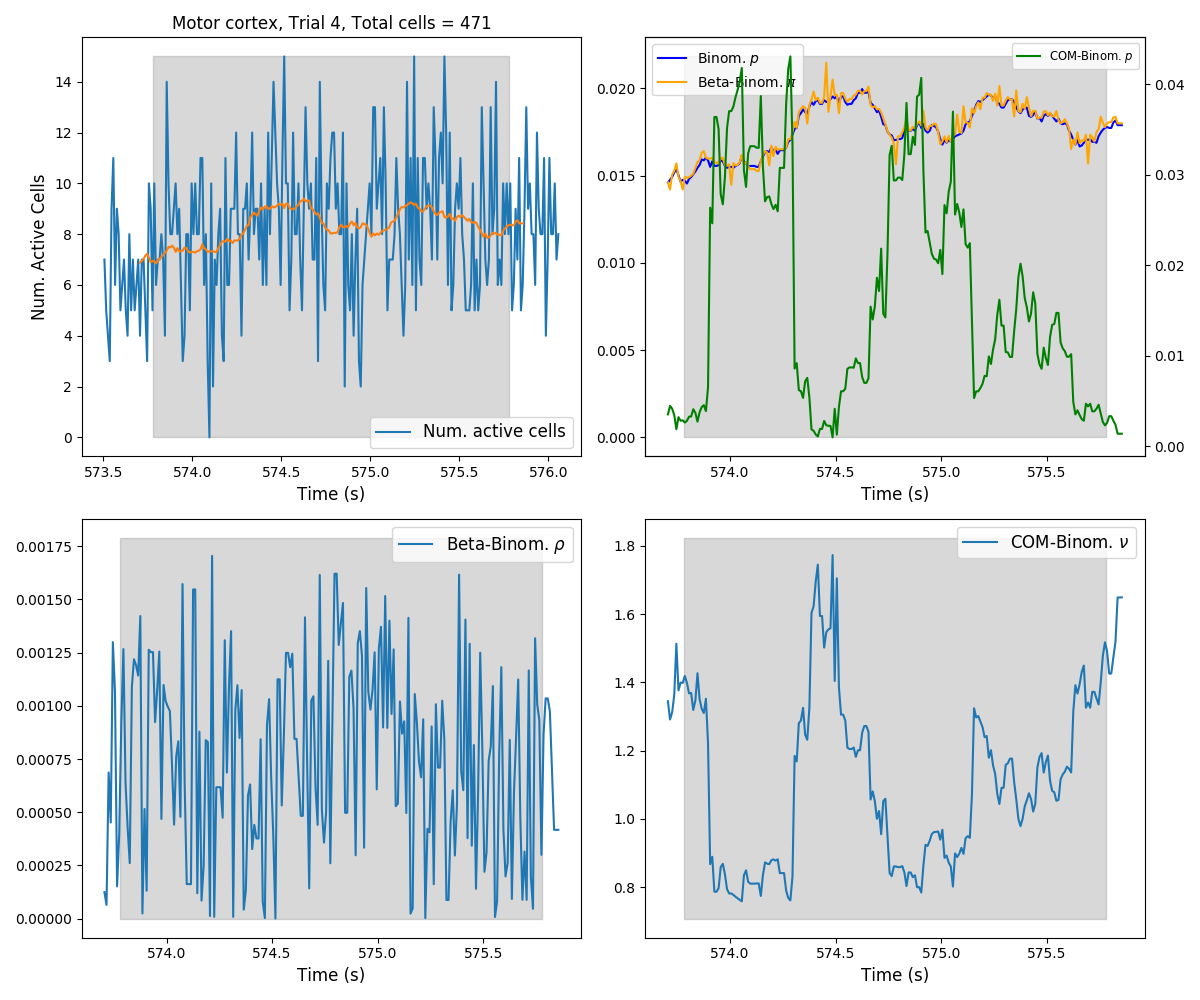 Motor cortex, Trial 4, Total cells = 471
Num. Active Cells
14
12
10
8
6
4
2
0
Num. active cells
573.5 574.0 574.5 575.0 575.5 576.0
Time (s)
Binom. p
Beta-Binom. π
COM-Binom. p
0.020
0.015
0.010
0.005
0.000
0.04
0.03
0.02
0.01
0.00
574.0 574.5 575.0 575.5
Time (s)
Beta-Binom. ρ
0.00175
0.00150
0.00125
0.00100
0.00075
0.00050
0.00025
0.00000
574.0 574.5 575.0 575.5
Time (s)
COM-Binom. ν
1.8
1.6
1.4
1.2
1.0
0.8
574.0 574.5 575.0 575.5
Time (s)